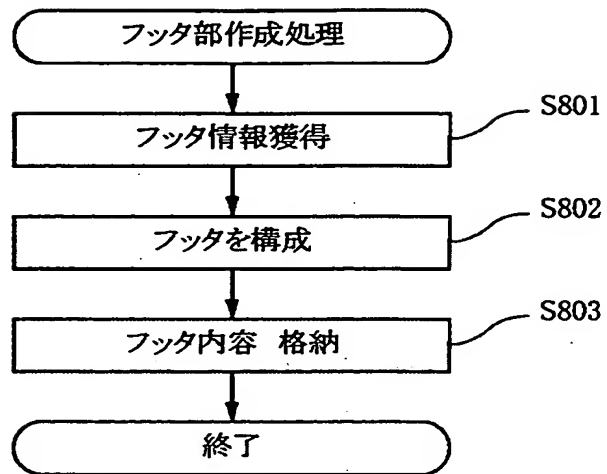 フッタ部作成処理
S801
フッタ情報獲得
S802
フッタを構成
S803
フッタ内容 格納
終了